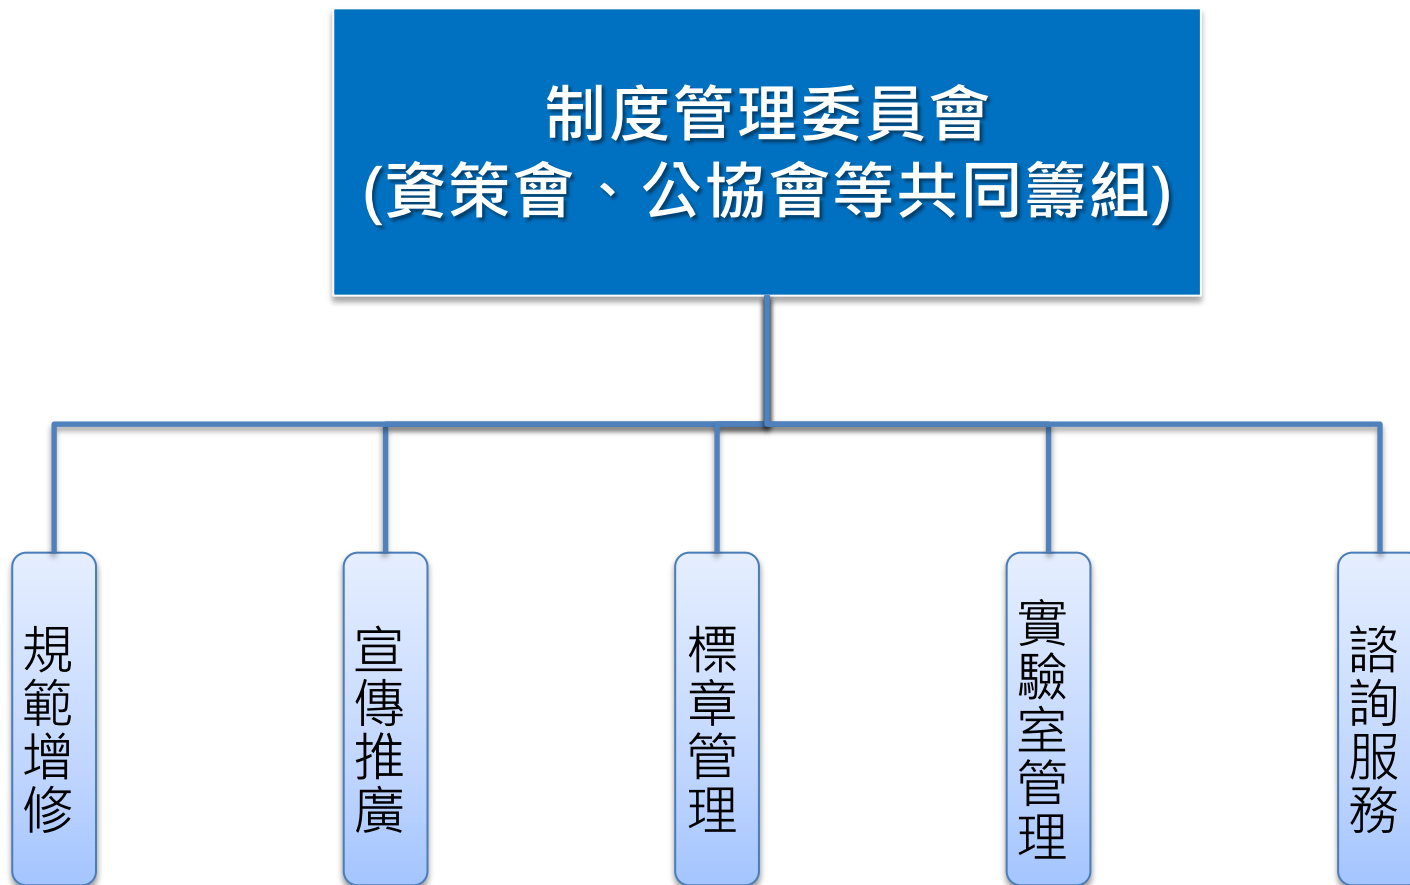 制度管理委員會
(資策會、公協會等共同籌組)
規範增修
宣傳推廣
標章管理
實驗室管理
諮詢服務